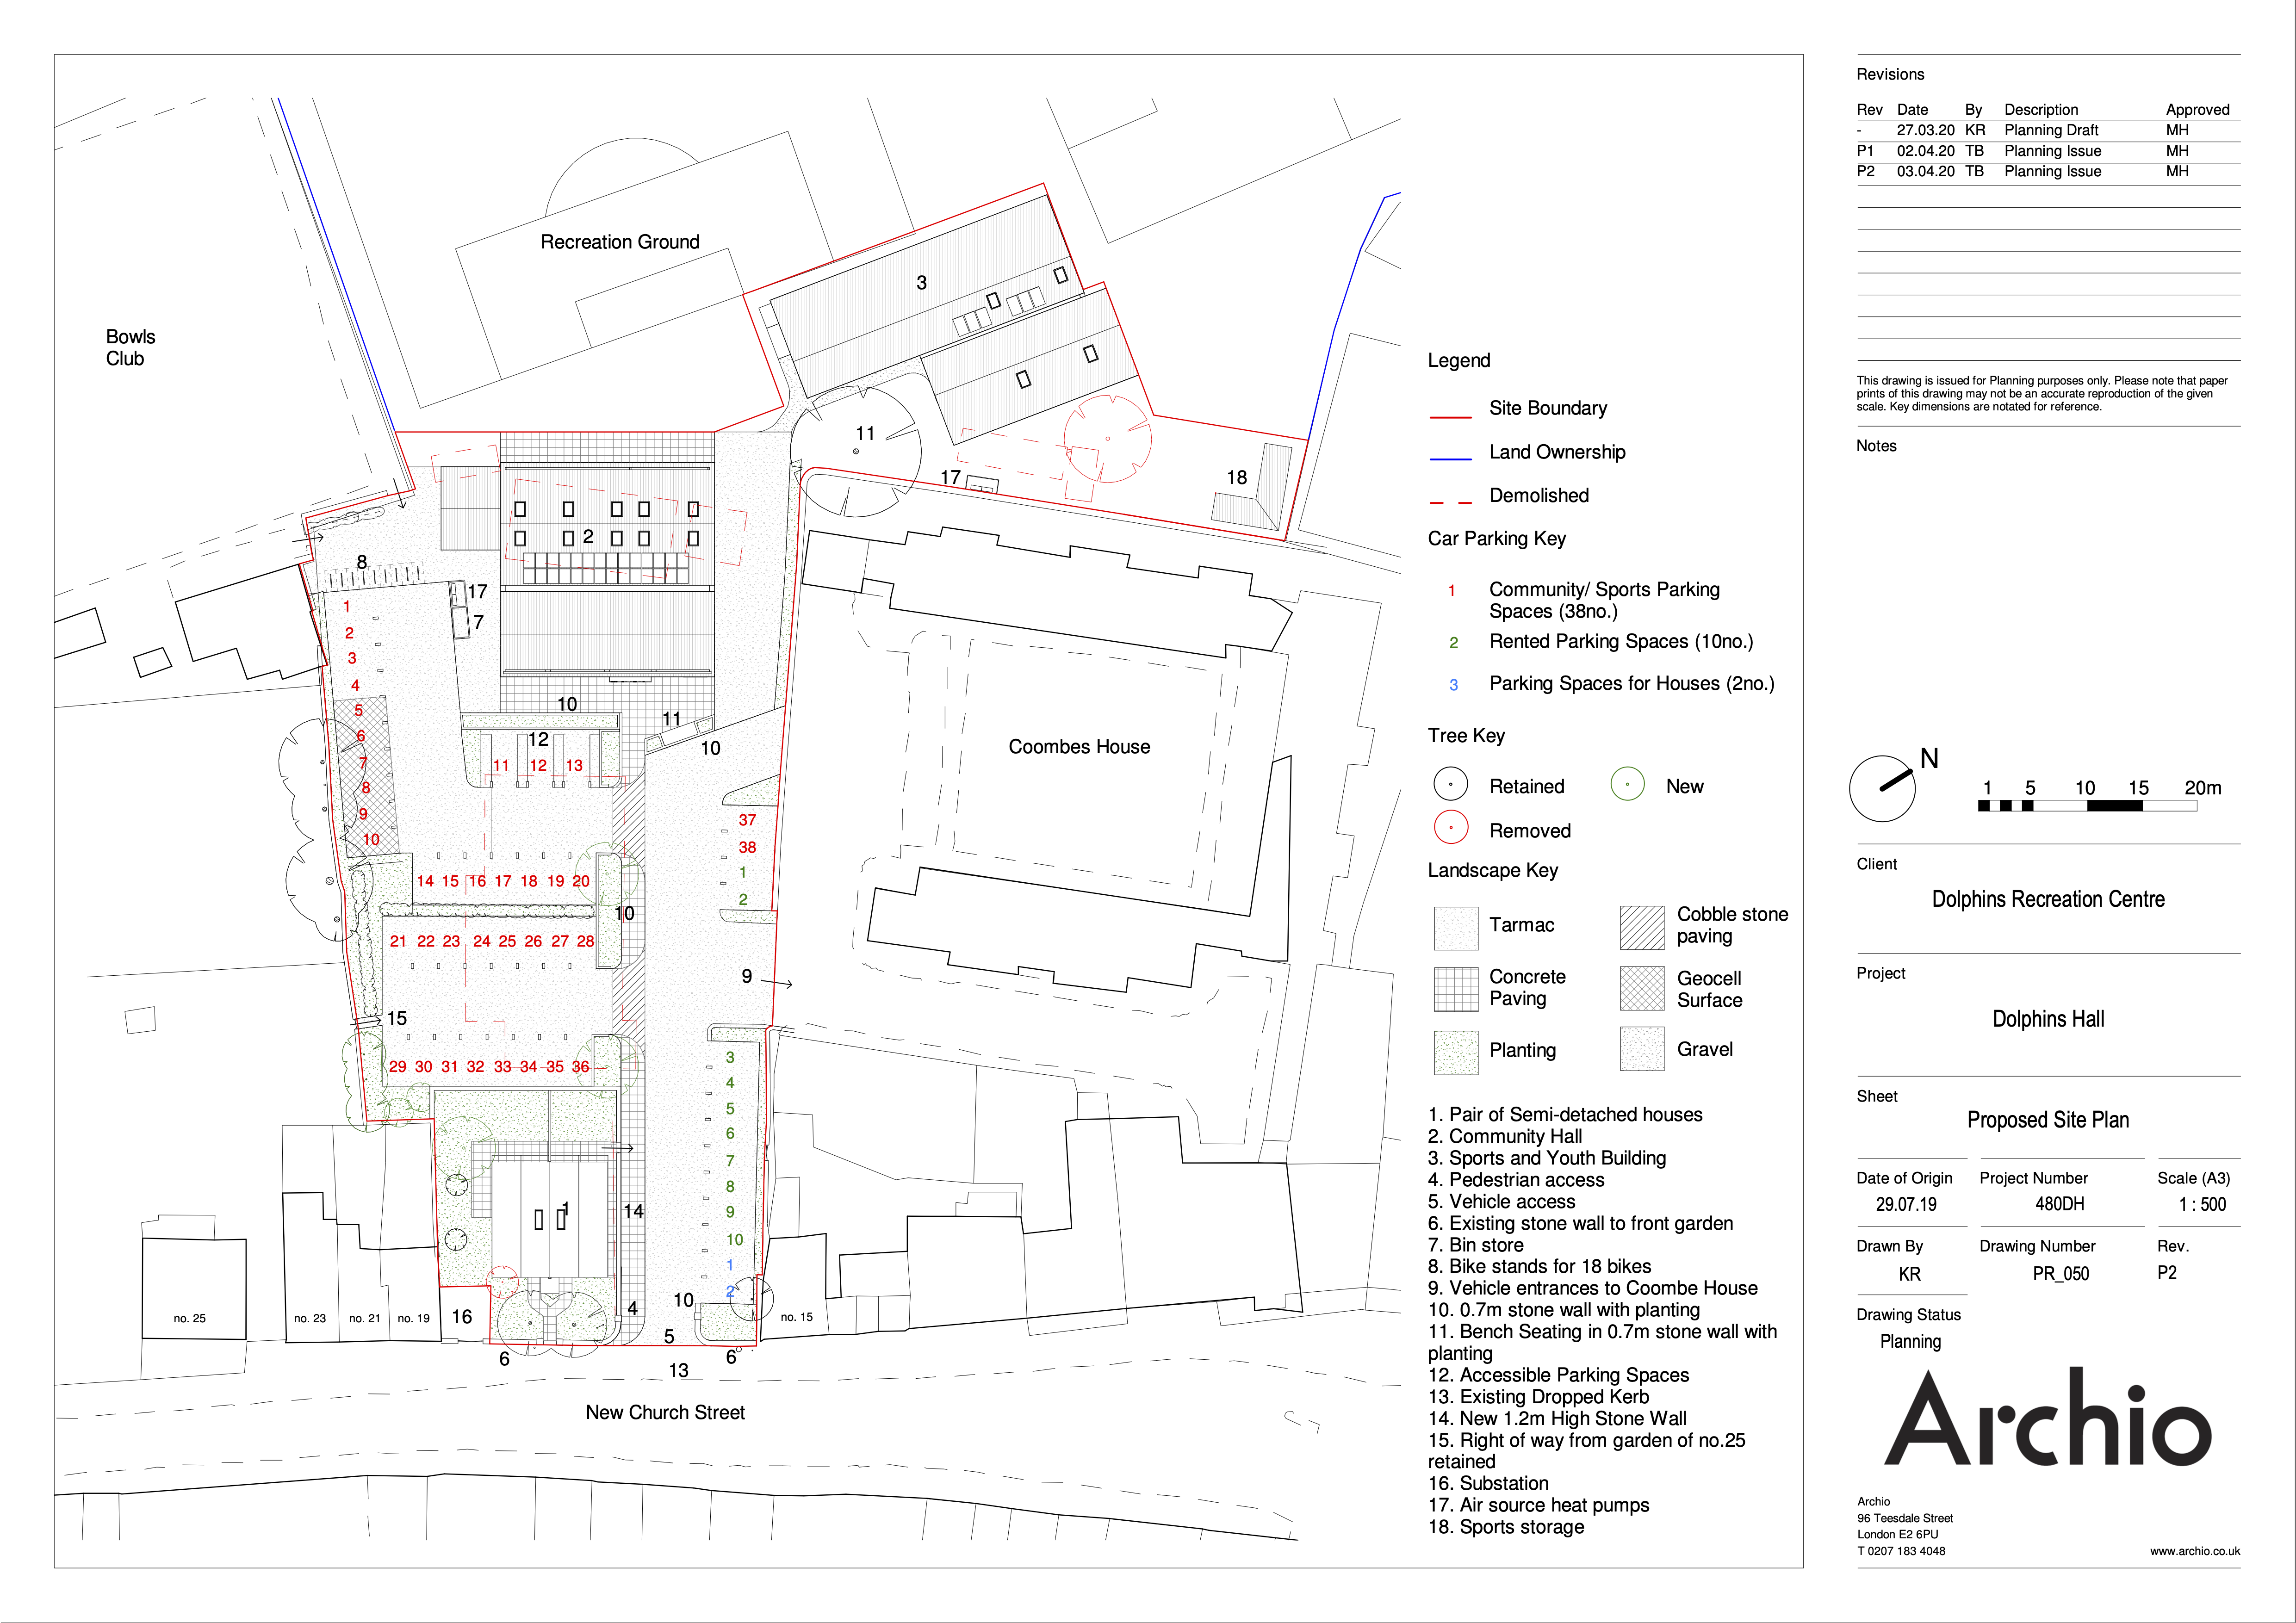 Recreation Ground
Bowls
Club
3
11
17
18
2
8
17
7
1
2
3
4
5
6
7
8
9
10
10
11
10
12
11 12 13
14 15 16 17 18 19 20
10
21 22 23 24 25 26 27 28
15
29 30 31 32 33 34 35 36
37
38
1
2
9
3
4
5
6
7
8
9
10
1
2
Coombes House
1
14
4
10
5
16
6
6
13
no. 25
no. 23
no. 21
no. 19
no. 15
New Church Street
Legend
Site Boundary
Land Ownership
Demolished
Car Parking Key
1 Community/ Sports Parking
Spaces (38no.)
2 Rented Parking Spaces (10no.)
3 Parking Spaces for Houses (2no.)
Tree Key
Retained
New
Removed
Landscape Key
Tarmac
Cobble stone
paving
Concrete
Paving
Geocell
Surface
Planting
Gravel
1. Pair of Semi-detached houses
2. Community Hall
3. Sports and Youth Building
4. Pedestrian access
5. Vehicle access
6. Existing stone wall to front garden
7. Bin store
8. Bike stands for 18 bikes
9. Vehicle entrances to Coombe House
10. 0.7m stone wall with planting
11. Bench Seating in 0.7m stone wall with
planting
12. Accessible Parking Spaces
13. Existing Dropped Kerb
14. New 1.2m High Stone Wall
15. Right of way from garden of no.25
retained
16. Substation
17. Air source heat pumps
18. Sports storage
Revisions
Rev Date By Description Approved
- 27.03.20 KR Planning Draft MH
P1 02.04.20 TB Planning Issue MH
P2 03.04.20 TB Planning Issue MH
This drawing is issued for Planning purposes only. Please note that paper
prints of this drawing may not be an accurate reproduction of the given
scale. Key dimensions are notated for reference.
Notes
N
1 5 10 15 20m
Client
Dolphins Recreation Centre
Project
Dolphins Hall
Sheet
Proposed Site Plan
Date of Origin Project Number Scale (A3)
29.07.19 480DH 1 : 500
Drawn By Drawing Number Rev.
KR PR_050 P2
Drawing Status
Planning
Archio
Archio
96 Teesdale Street
London E2 6PU
T 0207 183 4048 www.archio.co.uk